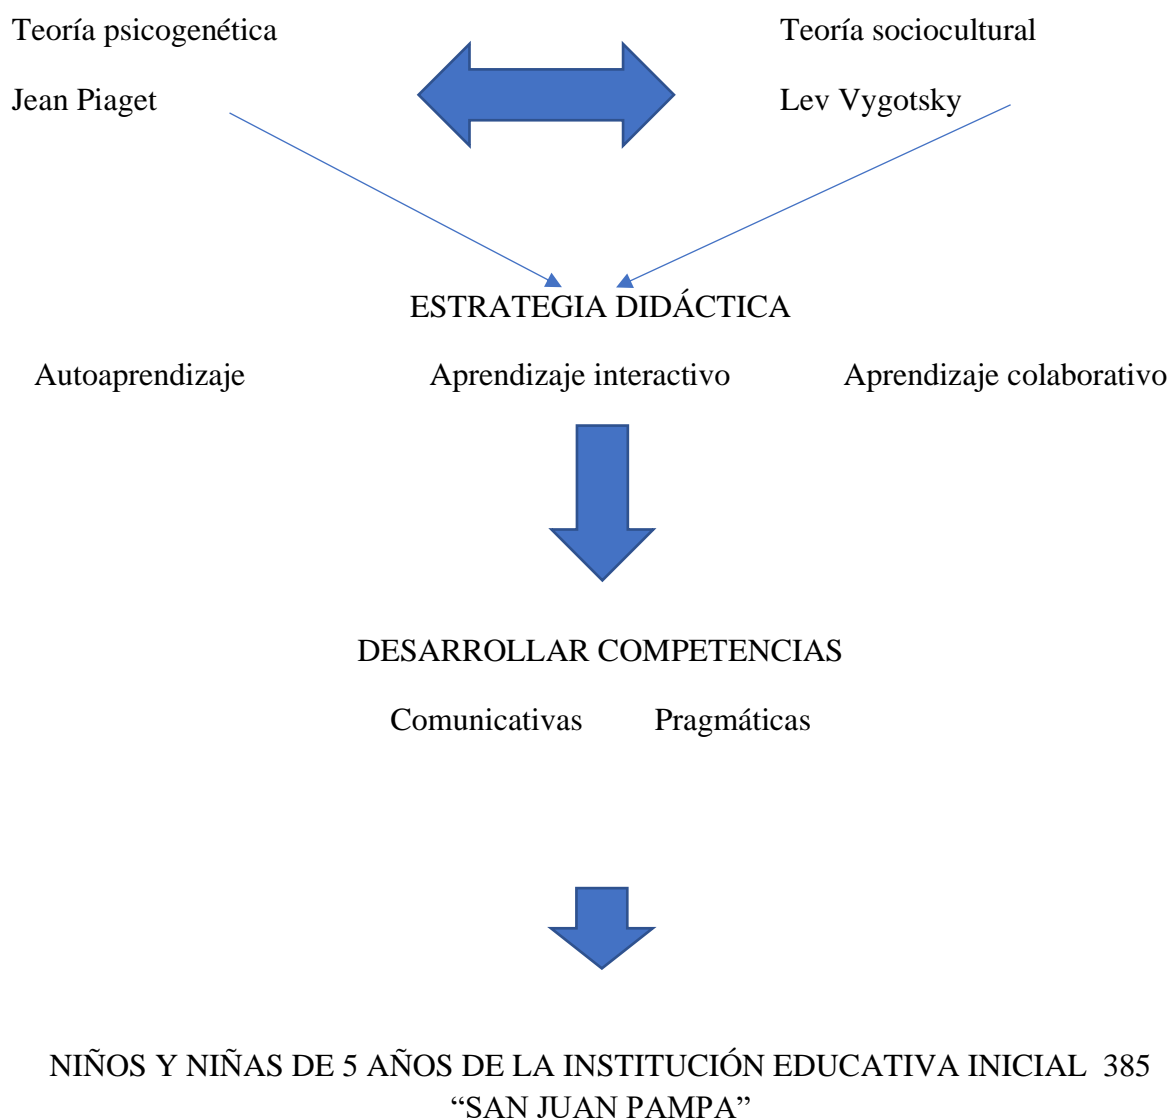 Teoría psicogenética
Teoría sociocultural
Jean Piaget
Lev Vygotsky
ESTRATEGIA DIDÁCTICA
Autoaprendizaje
Aprendizaje interactivo
Aprendizaje colaborativo
DESARROLLAR COMPETENCIAS
Comunicativas
Pragmáticas
NIÑOS Y NIÑAS DE 5 AÑOS DE LA INSTITUCIÓN EDUCATIVA INICIAL 385
“SAN JUAN PAMPA”